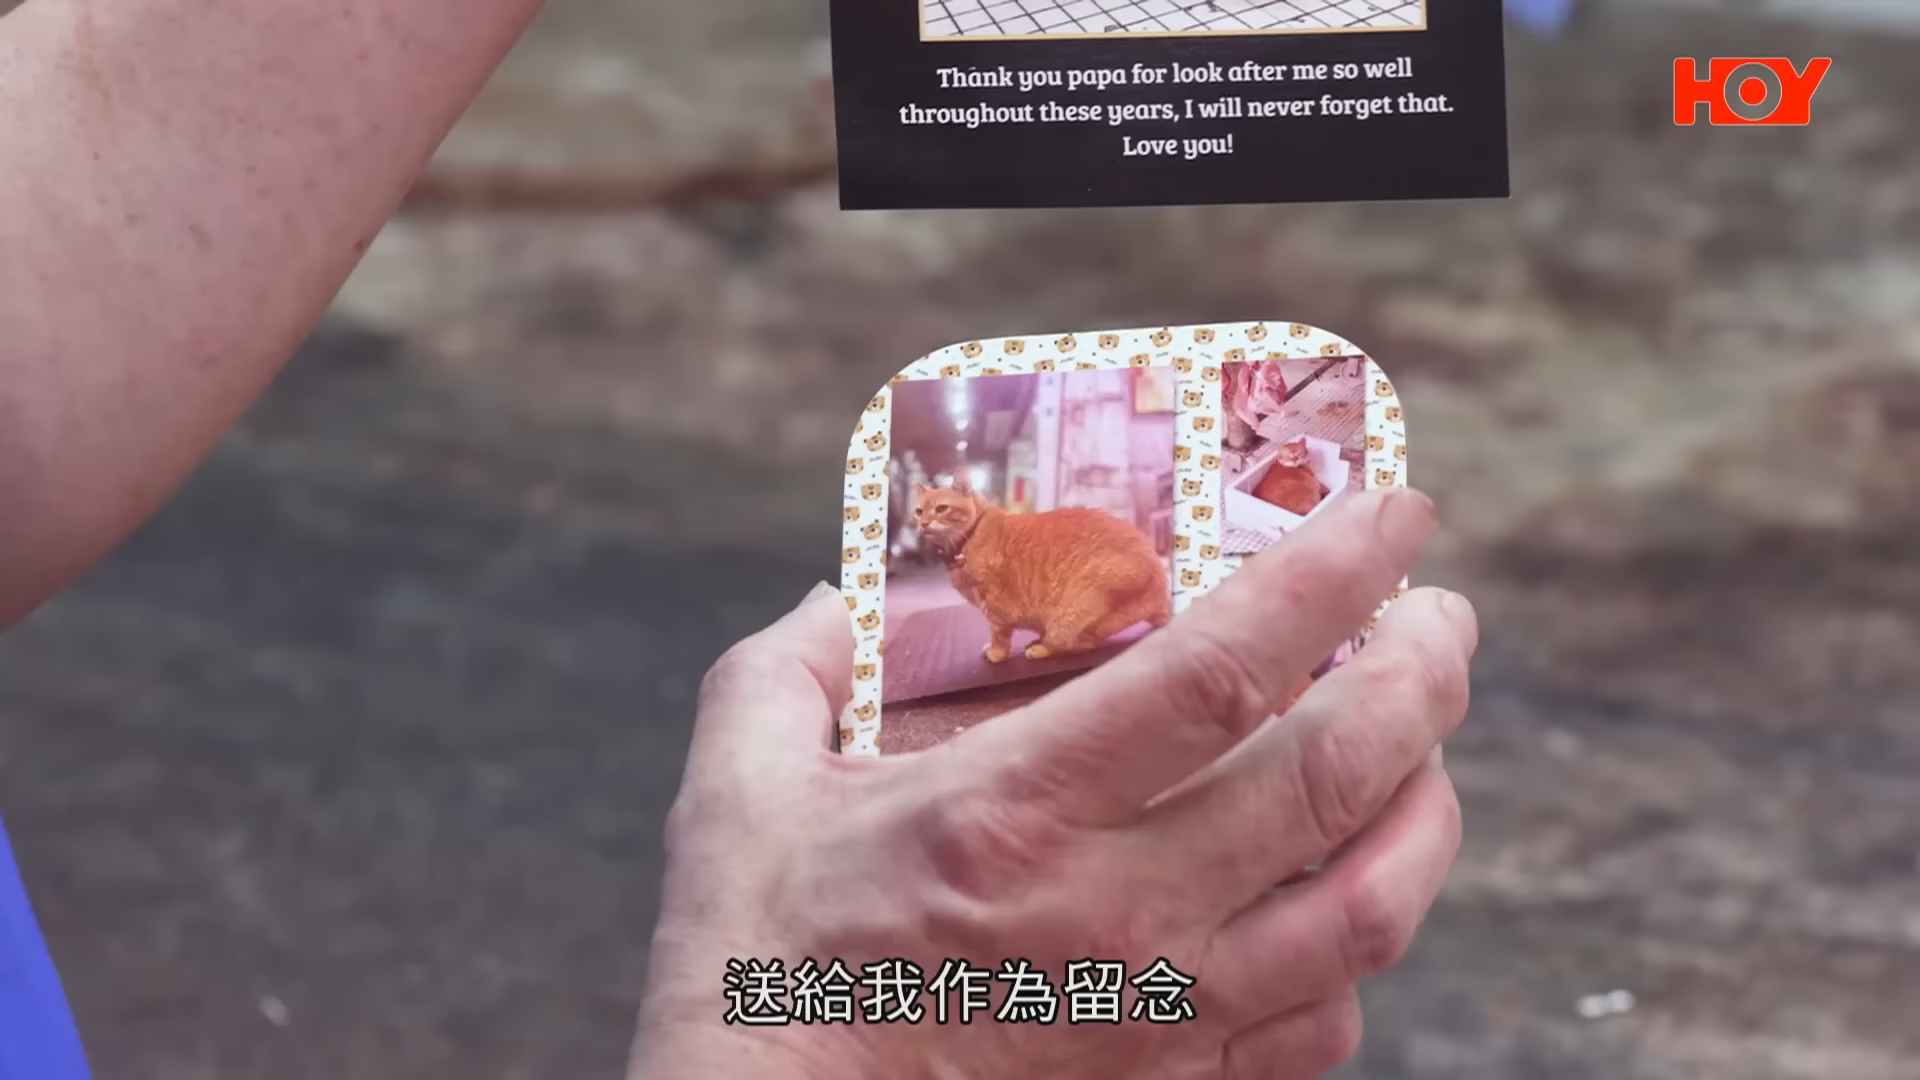 HOY
Thank you papa for look after me so well
throughout these years, I will never forget that.
Love you!
送給我作為留念